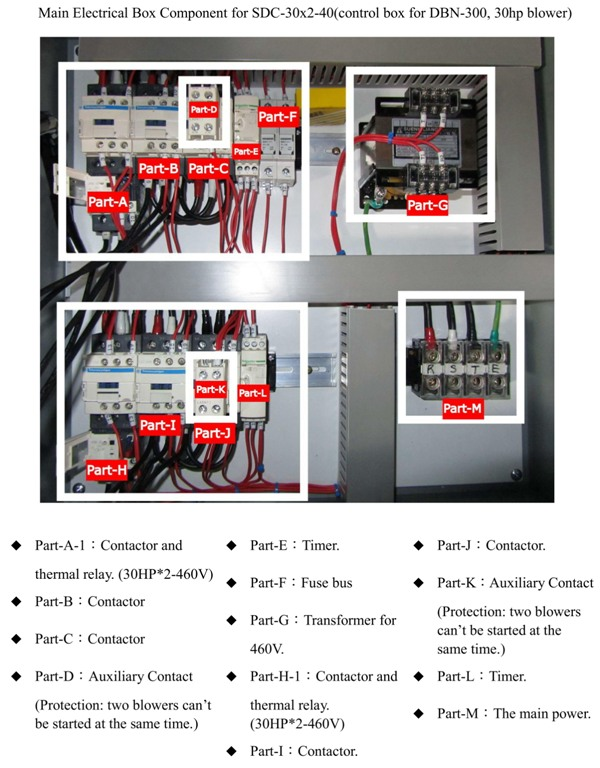 Main Electrical Box Component for SDC-30x2-40(control box for DBN-300, 30hp blower)
Part-D
Part-F
Part-E
Part-B
Part-C
Part-A
Part-G
Part-K
Part-L
R S T E
Part-M
Part-I
Part-J
Part-H
◆ Part-A-1：Contactor and
thermal relay. (30HP*2-460V)
◆ Part-B：Contactor
◆ Part-C：Contactor
◆ Part-D：Auxiliary Contact
(Protection: two blowers can't
be started at the same time.)
◆ Part-E：Timer.
◆ Part-F：Fuse bus
◆ Part-G：Transformer for
460V.
◆ Part-H-1：Contactor and
thermal relay.
(30HP*2-460V)
◆ Part-I：Contactor.
◆ Part-J：Contactor.
◆ Part-K：Auxiliary Contact
(Protection: two blowers
can't be started at the
same time.)
◆ Part-L：Timer.
◆ Part-M：The main power.